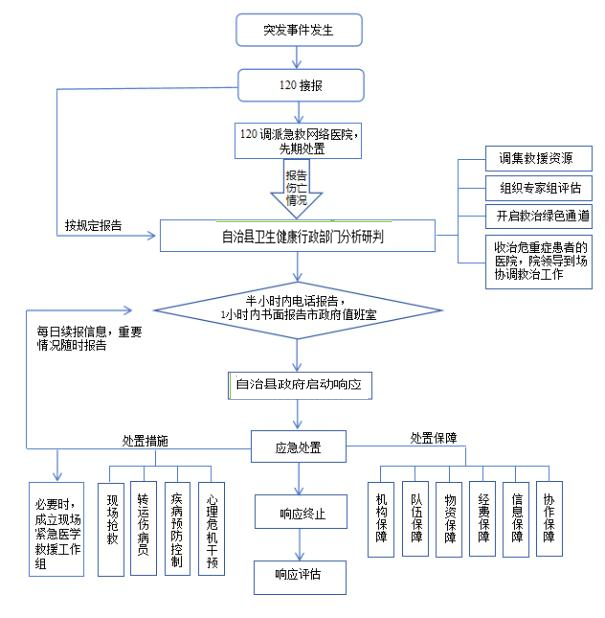 突发事件发生
120 接报
120 调派急救网络医院，
先期处置
报告
伤亡
情况
按规定报告
自治县卫生健康行政部门分析研判
调集救援资源
组织专家组评估
开启救治绿色通道
收治危重症患者的
医院，院领导到场
协调救治工作
半小时内电话报告，
1小时内书面报告市政府值班室
每日续报信息，重要
情况随时报告
自治县政府启动响应
处置措施
应急处置
处置保障
必要时，
成立现场
紧急医学
救援工作
组
现场抢救
转运伤病员
疾病预防控制
心理危机干预
响应终止
响应评估
机构保障
队伍保障
物资保障
经费保障
信息保障
协作保障